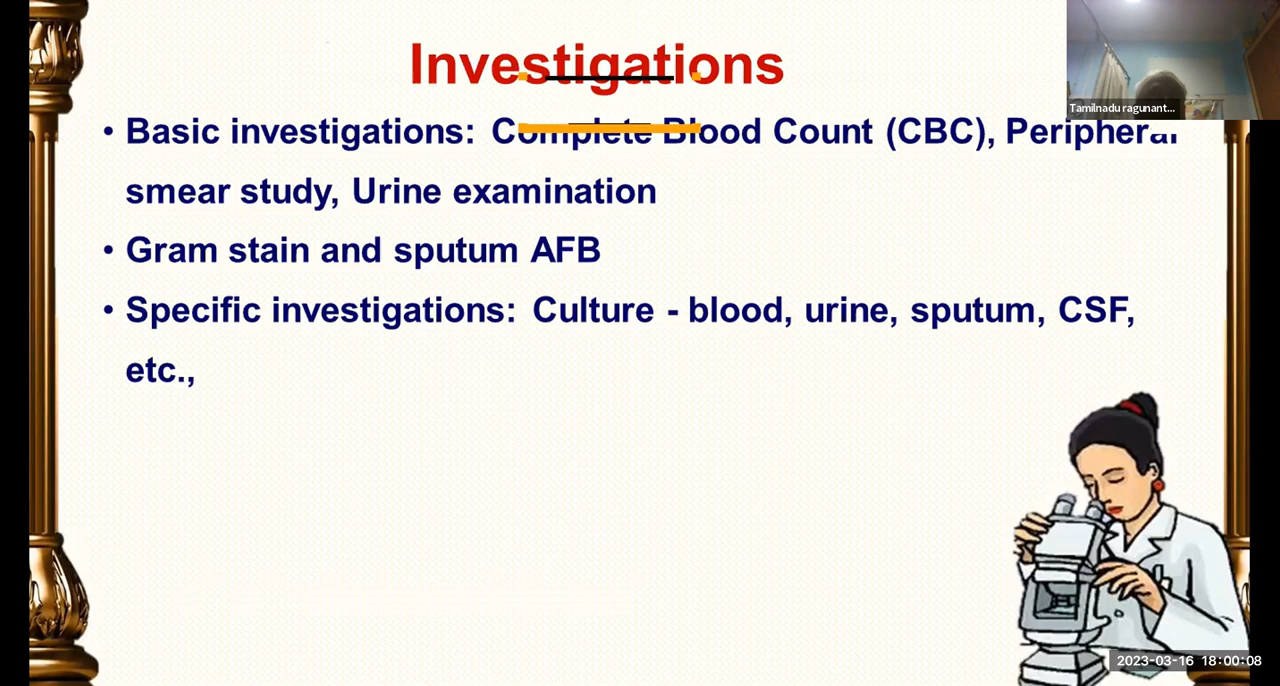 Investigations
Tamilnadu ragunant...
• Basic investigations: Complete Blood Count (CBC), Peripheral
smear study, Urine examination
• Gram stain and sputum AFB
• Specific investigations: Culture - blood, urine, sputum, CSF,
etc.,
2023-03-16 18:00:08